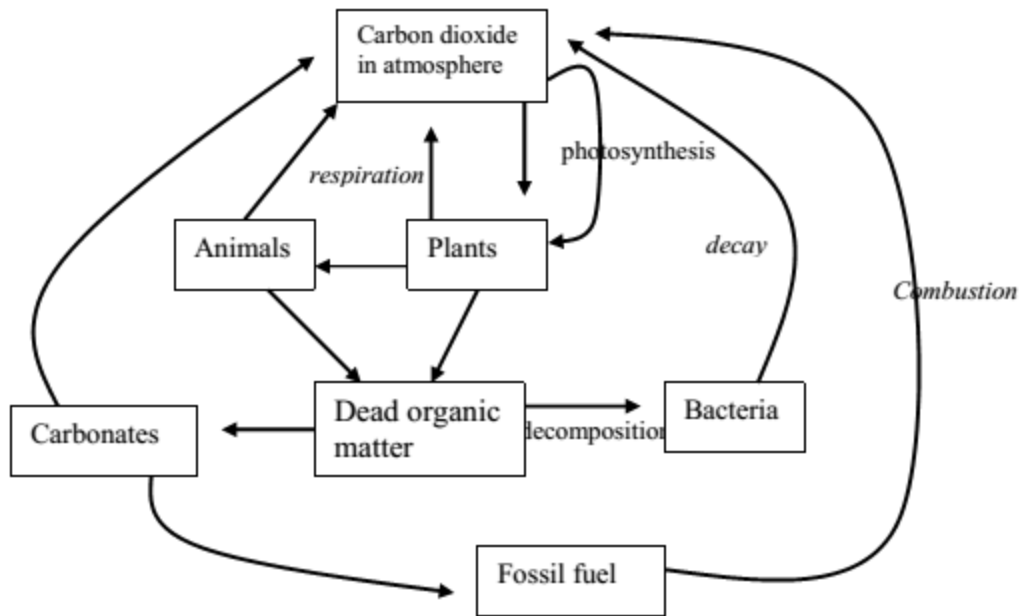 Carbon dioxide
in atmosphere
photosynthesis
respiration
Animals
Plants
decay
Combustion
Dead organic
matter
Bacteria
Carbonates
decomposition
Fossil fuel